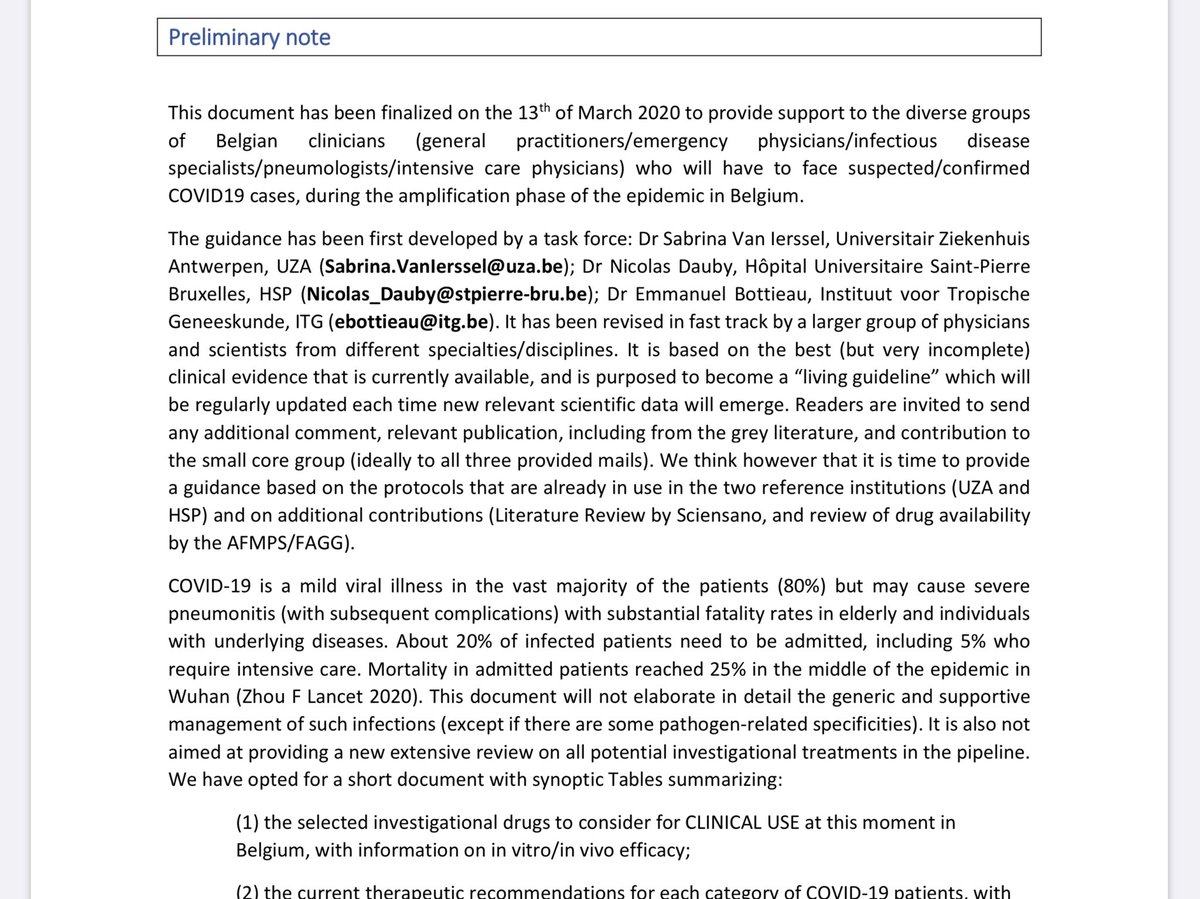 Preliminary note
This document has been finalized on the 13th of March 2020 to provide support to the diverse groups
of Belgian clinicians (general practitioners/emergency physicians/infectious disease
specialists/pneumologists/intensive care physicians) who will have to face suspected/confirmed
COVID19 cases, during the amplification phase of the epidemic in Belgium.
The guidance has been first developed by a task force: Dr Sabrina Van Ierssel, Universitair Ziekenhuis
Antwerpen, UZA (Sabrina.VanIerssel@uza.be); Dr Nicolas Dauby, Hôpital Universitaire Saint-Pierre
Bruxelles, HSP (Nicolas_Dauby@stpierre-bru.be); Dr Emmanuel Bottieau, Instituut voor Tropische
Geneeskunde, ITG (ebottieau@itg.be). It has been revised in fast track by a larger group of physicians
and scientists from different specialties/disciplines. It is based on the best (but very incomplete)
clinical evidence that is currently available, and is purposed to become a “living guideline” which will
be regularly updated each time new relevant scientific data will emerge. Readers are invited to send
any additional comment, relevant publication, including from the grey literature, and contribution to
the small core group (ideally to all three provided mails). We think however that it is time to provide
a guidance based on the protocols that are already in use in the two reference institutions (UZA and
HSP) and on additional contributions (Literature Review by Sciensano, and review of drug availability
by the AFMPS/FAGG).
COVID-19 is a mild viral illness in the vast majority of the patients (80%) but may cause severe
pneumonitis (with subsequent complications) with substantial fatality rates in elderly and individuals
with underlying diseases. About 20% of infected patients need to be admitted, including 5% who
require intensive care. Mortality in admitted patients reached 25% in the middle of the epidemic in
Wuhan (Zhou F Lancet 2020). This document will not elaborate in detail the generic and supportive
management of such infections (except if there are some pathogen-related specificities). It is also not
aimed at providing a new extensive review on all potential investigational treatments in the pipeline.
We have opted for a short document with synoptic Tables summarizing:
(1) the selected investigational drugs to consider for CLINICAL USE at this moment in
Belgium, with information on in vitro/in vivo efficacy;
(2) the current therapeutic recommendations for each category of COVID-19 patients, with